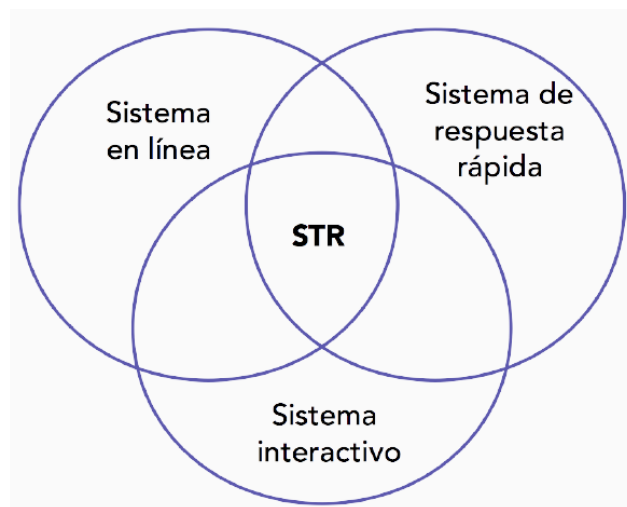 Sistema
en línea
Sistema de
respuesta
rápida
STR
Sistema
interactivo